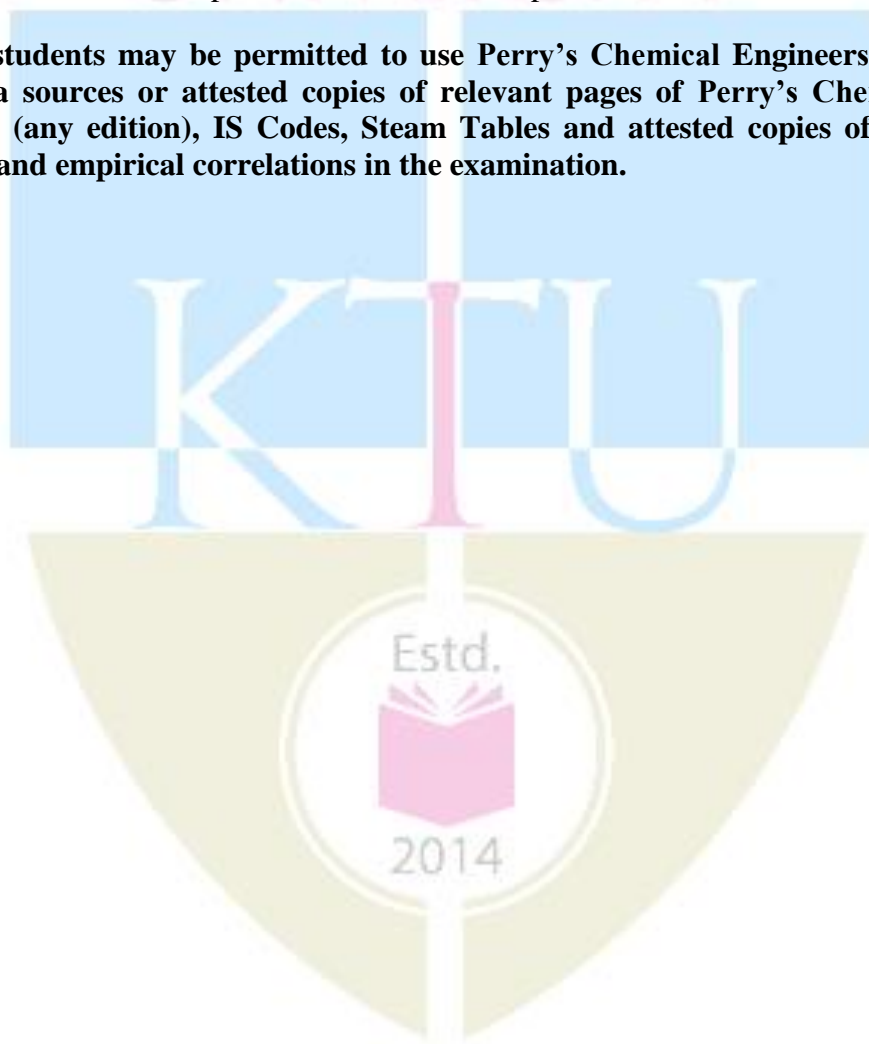 students may be permitted to use Perry’s Chemical Engineers
a sources or attested copies of relevant pages of Perry’s Che
(any edition), IS Codes, Steam Tables and attested copies of
and empirical correlations in the examination.
KTU
Estd.
2014